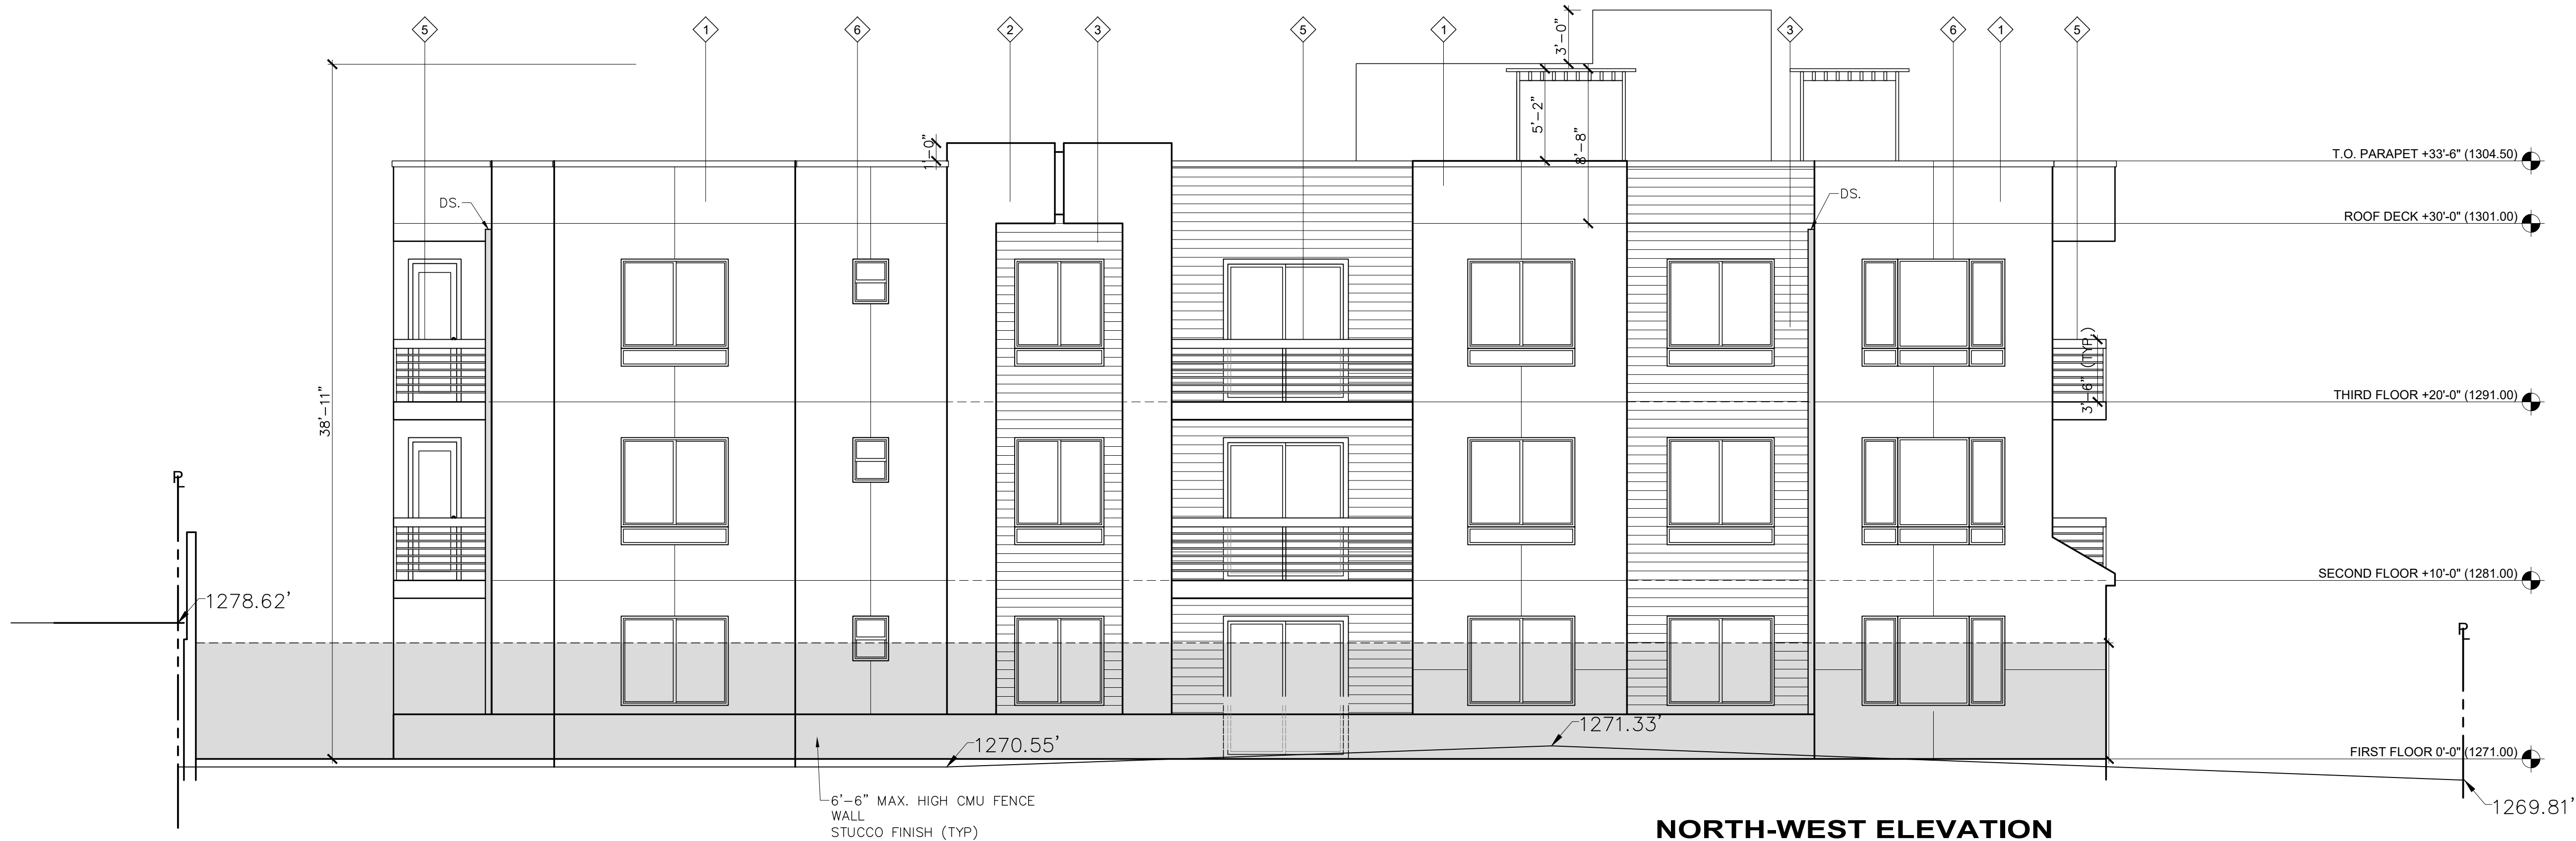 5
1
6
2
3
5
1
3
6
1
5
3'-0"
5'-2"
8'-8"
1'-0"
38'-11"
3'-6" (TYP.)
T.O. PARAPET +33'-6" (1304.50)
ROOF DECK +30'-0" (1301.00)
THIRD FLOOR +20'-0" (1291.00)
SECOND FLOOR +10'-0" (1281.00)
FIRST FLOOR 0'-0" (1271.00)
DS.
DS.
PL
PL
1278.62'
1270.55'
1271.33'
1269.81'
6'-6" MAX. HIGH CMU FENCE
WALL
STUCCO FINISH (TYP)
NORTH-WEST ELEVATION